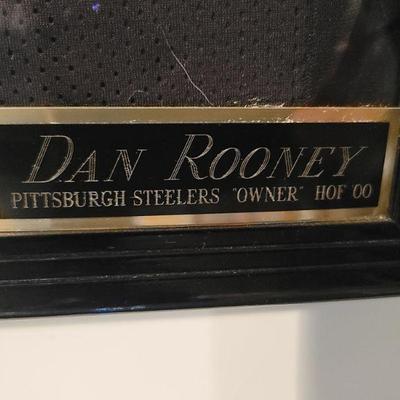 DAN ROONEY
PITTSBURGH STEELERS "OWNER" HOF '00